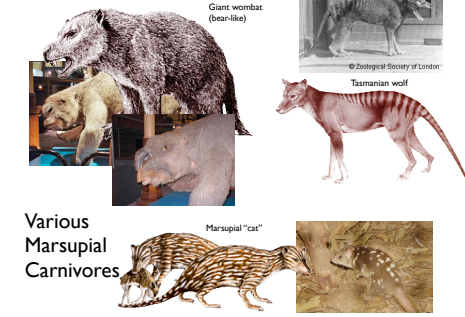 Giant wombat
(bear-like)
© Zoological Society of London
Tasmanian wolf
Various
Marsupial
Carnivores
Marsupial “cat”